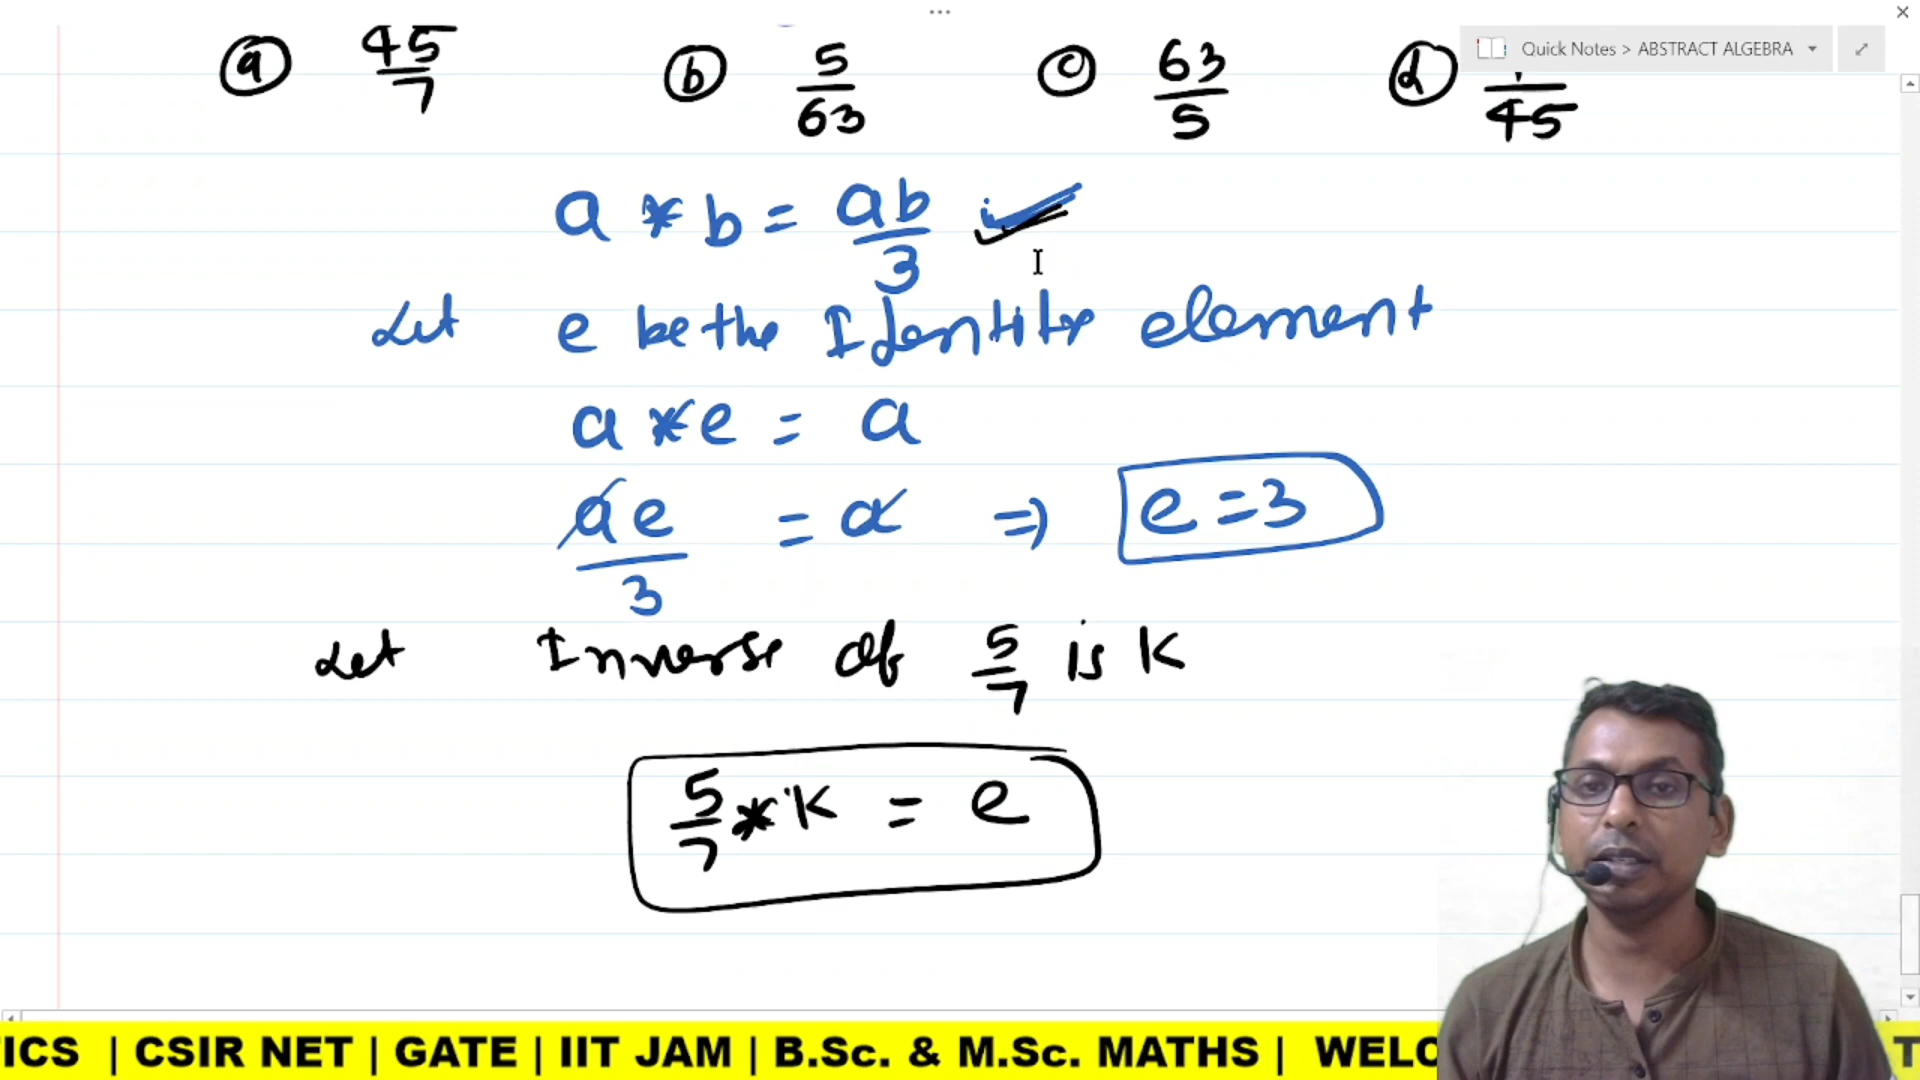 Quick Notes > ABSTRACT ALGEBRA
ⓐ 45/7 ⓑ 5/63 ⓒ 63/5 ⓓ /45
a * b = ab/3
Let e be the Identity element
a * e = a
ae/3 = a ⇒ e = 3
Let Inverse of 5/7 is K
5/7 * K = e
TICS | CSIR NET | GATE | IIT JAM | B.Sc. & M.Sc. MATHS | WELC